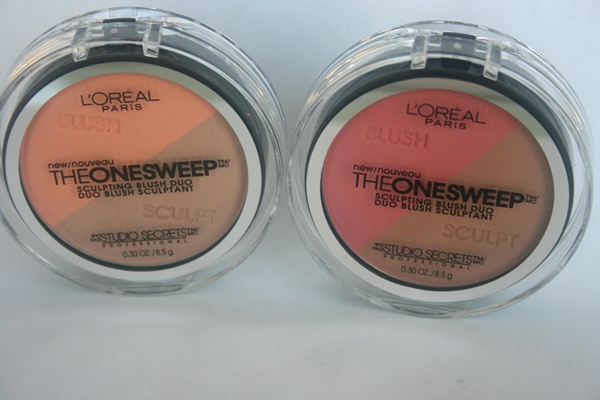 L'ORÉAL
PARIS
BLUSH
new/nouveau
THEONESWEEP
SCULPTING BLUSH DUO
DUO BLUSH SCULPTANT
SCULPT
STUDIO SECRETS
PROFESSIONAL
0.30 OZ./8.5 g
L'ORÉAL
PARIS
BLUSH
new/nouveau
THEONESWEEP
SCULPTING BLUSH DUO
DUO BLUSH SCULPTANT
SCULPT
STUDIO SECRETS
PROFESSIONAL
0.30 OZ./8.5 g